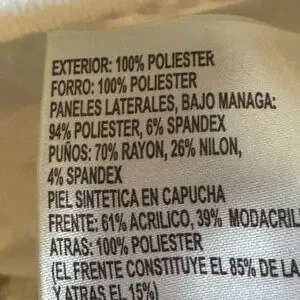 EXTERIOR: 100% POLIESTER
FORRO: 100% POLIESTER
PANELES LATERALES, BAJO MANAGA:
94% POLIESTER, 6% SPANDEX
PUÑOS: 70% RAYON, 26% NILON,
4% SPANDEX
PIEL SINTETICA EN CAPUCHA
FRENTE: 61% ACRILICO, 39% MODACRIL
ATRAS: 100% POLIESTER
(EL FRENTE CONSTITUYE EL 85% DE LA
Y ATRAS EL 15%)